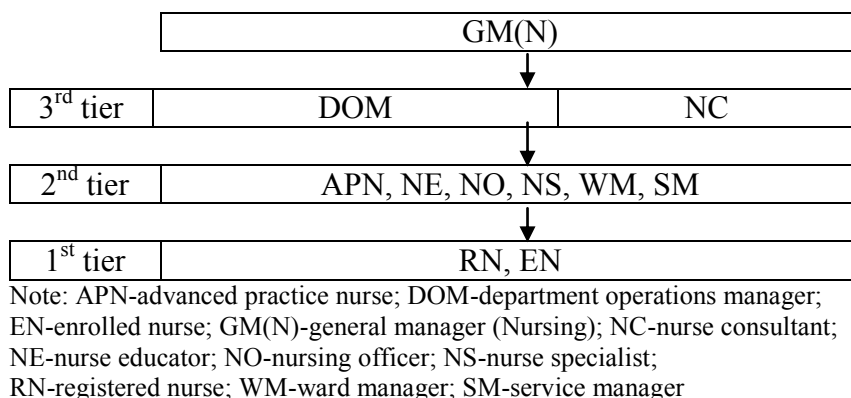 GM(N)
3rd tier DOM NC
2nd tier APN, NE, NO, NS, WM, SM
1st tier RN, EN
Note: APN-advanced practice nurse; DOM-department operations manager;
EN-enrolled nurse; GM(N)-general manager (Nursing); NC-nurse consultant;
NE-nurse educator; NO-nursing officer; NS-nurse specialist;
RN-registered nurse; WM-ward manager; SM-service manager